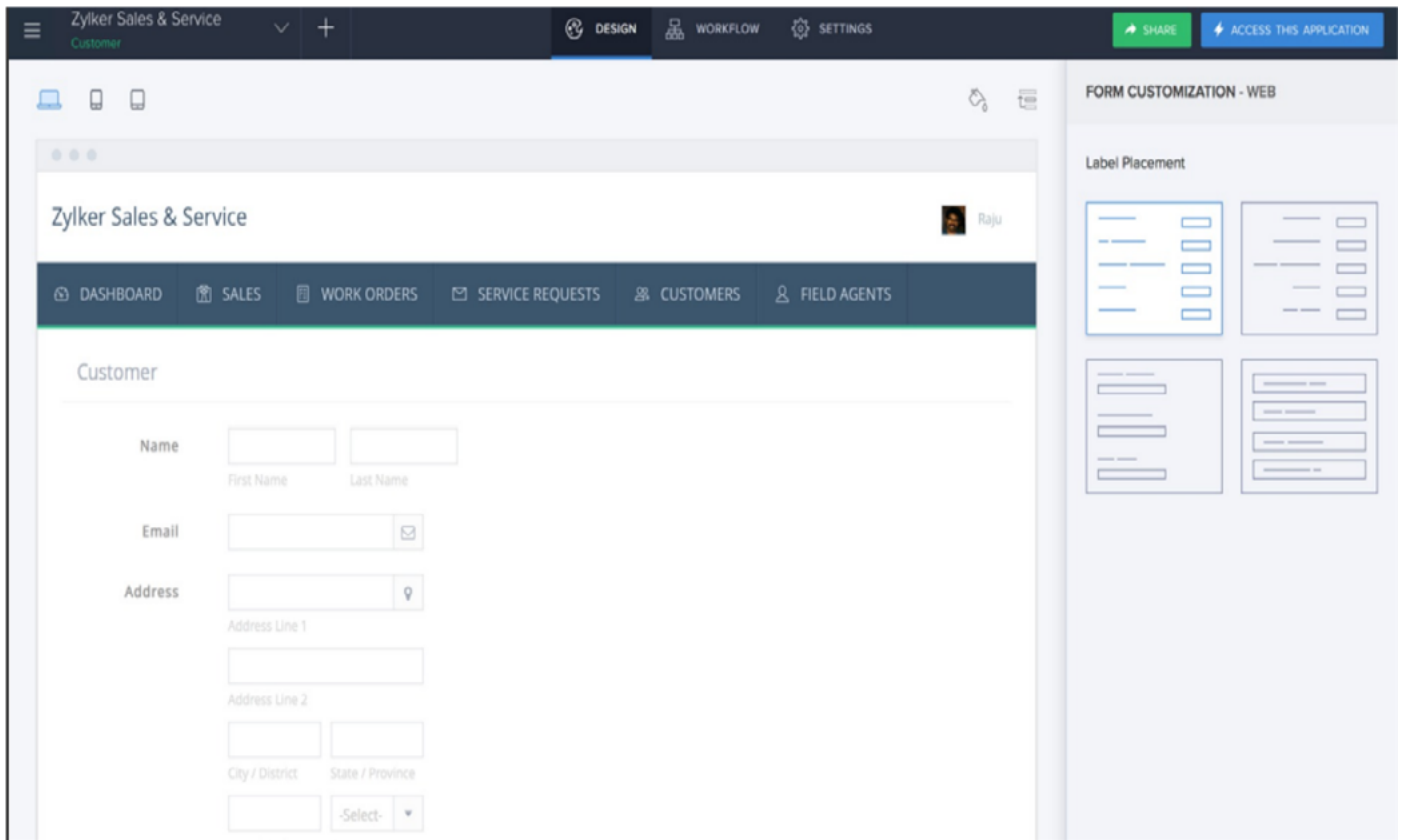 Zylker Sales & Service
Customer
DESIGN
WORKFLOW
SETTINGS
SHARE
ACCESS THIS APPLICATION
FORM CUSTOMIZATION - WEB
Label Placement
Zylker Sales & Service
Raju
DASHBOARD
SALES
WORK ORDERS
SERVICE REQUESTS
CUSTOMERS
FIELD AGENTS
Customer
Name
First Name
Last Name
Email
Address
Address Line 1
Address Line 2
City / District
State / Province
-Select-